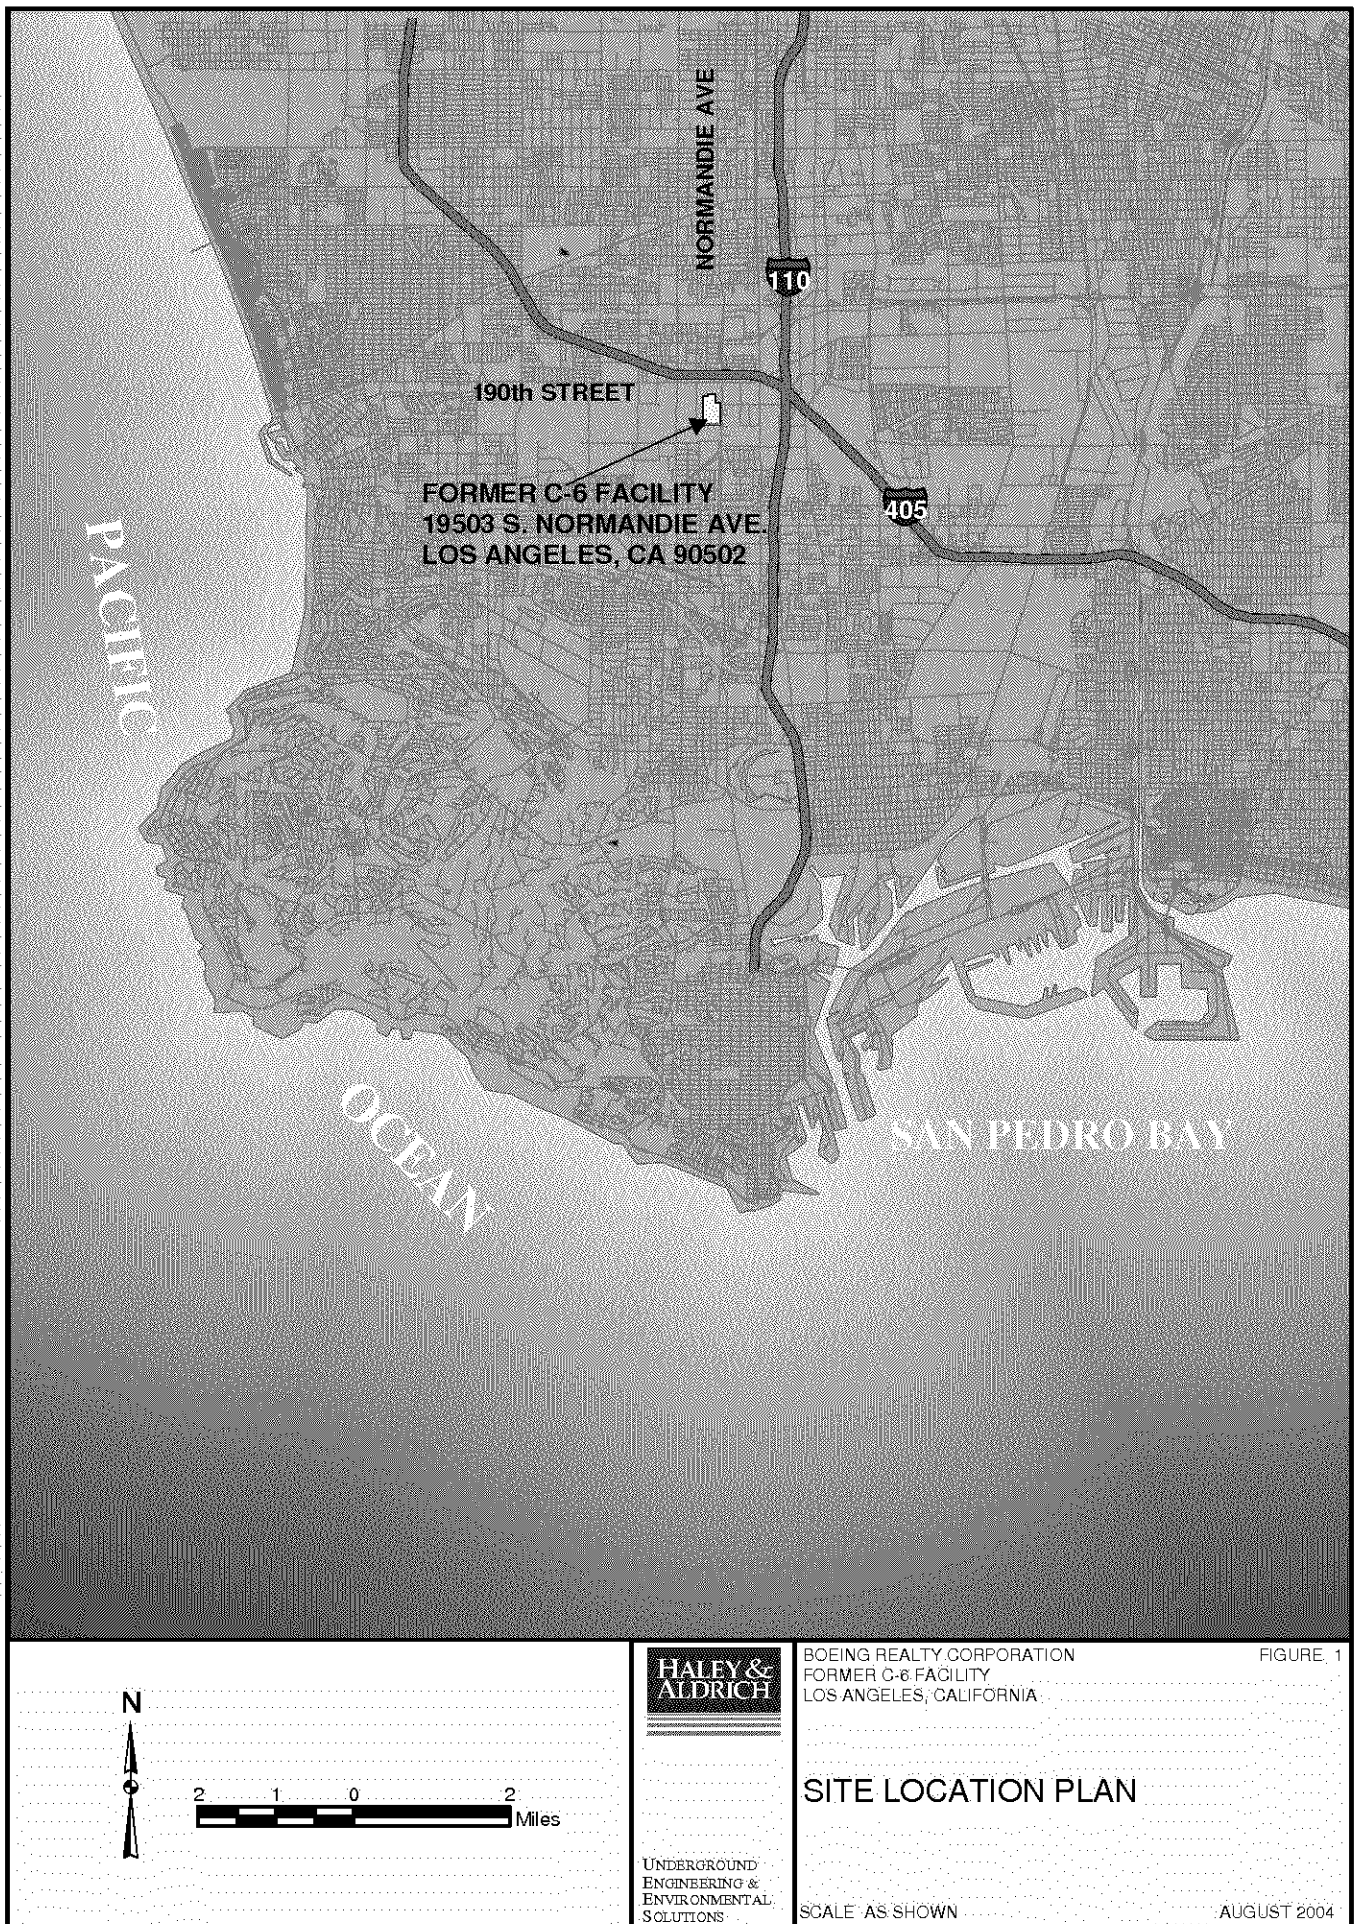 NORMANDIE AVE
110
190th STREET
FORMER C-6 FACILITY
19503 S. NORMANDIE AVE.
LOS ANGELES, CA 90502
405
PACIFIC
OCEAN
SAN PEDRO BAY
N
2 1 0 2
Miles
HALEY &
ALDRICH
UNDERGROUND
ENGINEERING &
ENVIRONMENTAL
SOLUTIONS
BOEING REALTY CORPORATION
FORMER C-6 FACILITY
LOS ANGELES, CALIFORNIA
FIGURE 1
SITE LOCATION PLAN
SCALE AS SHOWN
AUGUST 2004